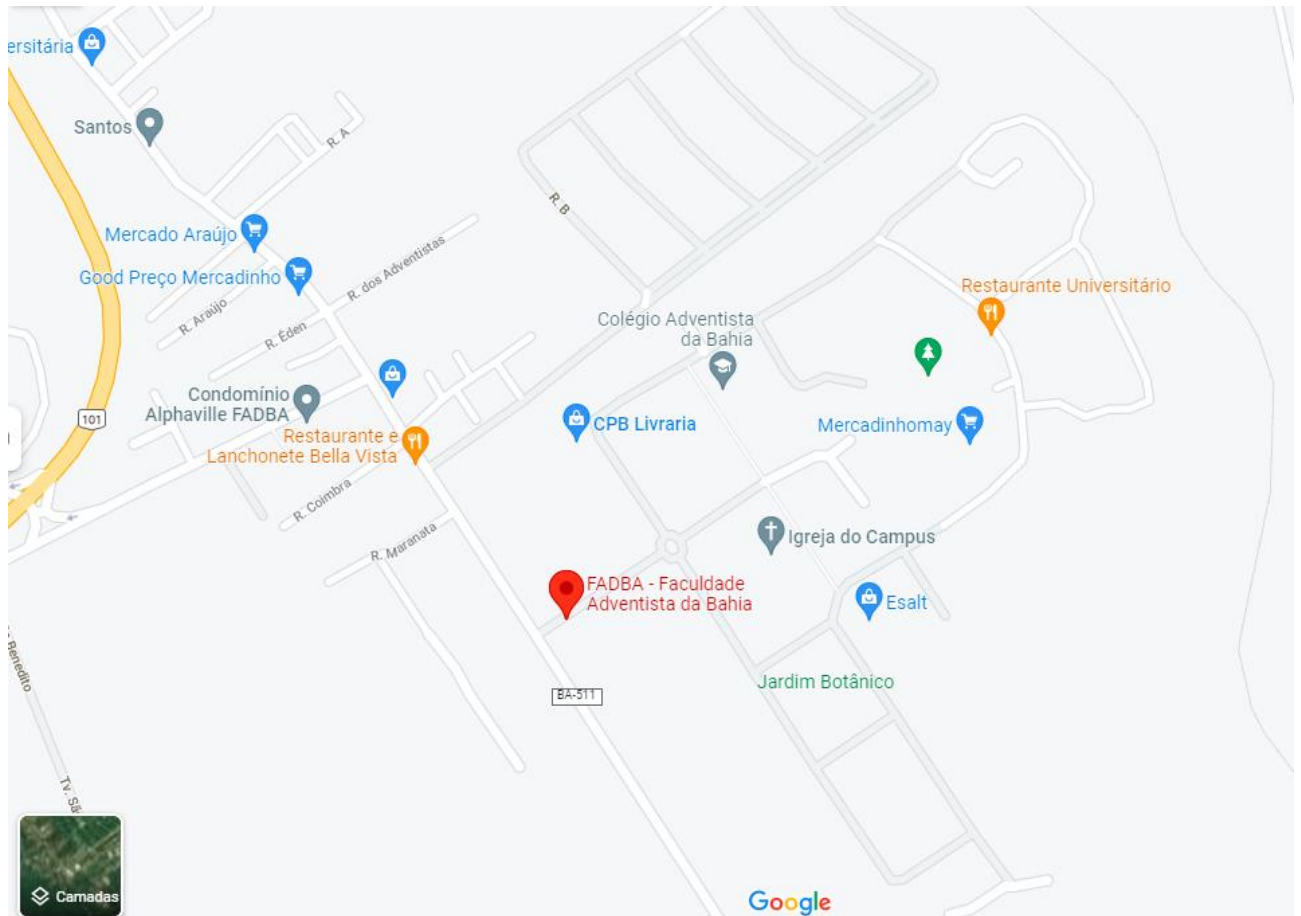 ersitária
Santos
R. A
R. B
Mercado Araújo
Good Preço Mercadinho
R. dos Adventistas
R. Araújo
R. Éden
Restaurante Universitário
Colégio Adventista
da Bahia
Condomínio
Alphaville FADBA
101
CPB Livraria
Mercadinhomay
Restaurante e
Lanchonete Bella Vista
R. Coimbra
R. Maranata
Igreja do Campus
FADBA - Faculdade
Adventista da Bahia
Esalt
Benedito
Jardim Botânico
BA-511
Tv. Sã
Camadas
Google